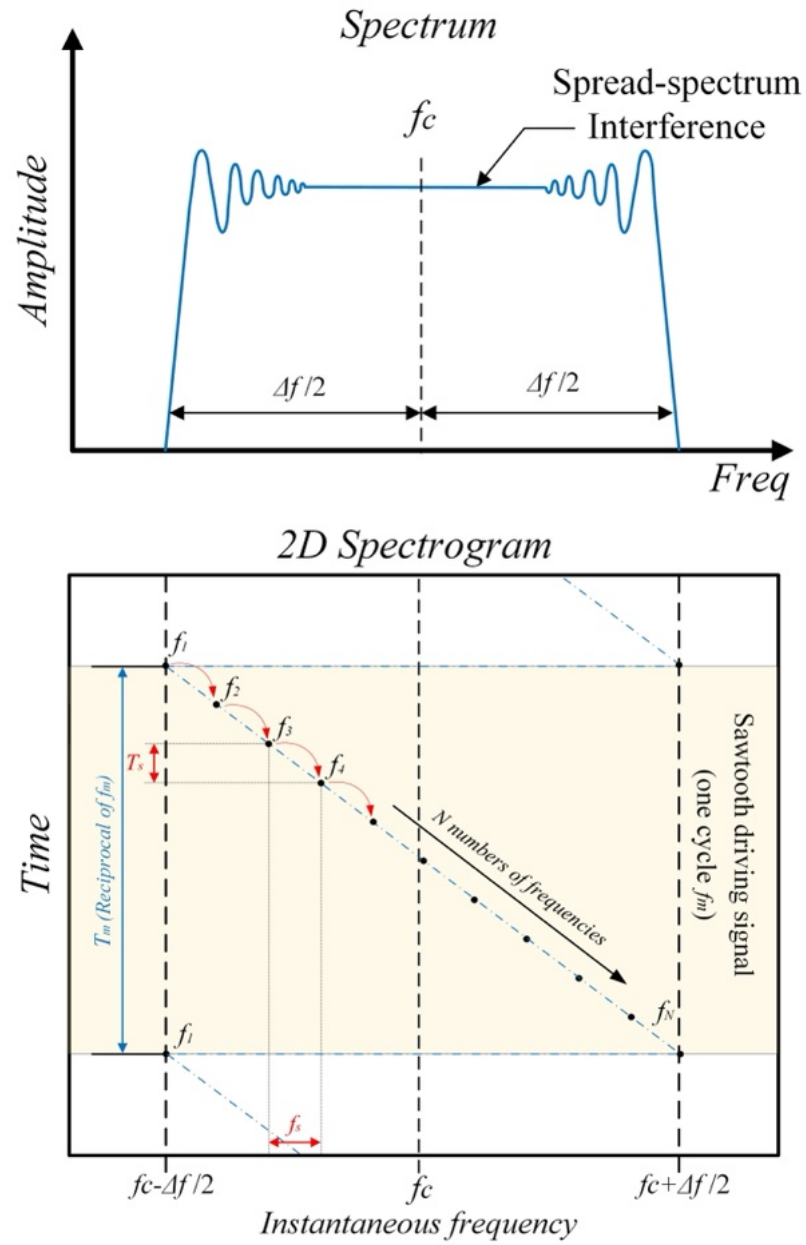 Spectrum
Spread-spectrum
Interference
fc
Amplitude
Δf /2
Δf /2
Freq
2D Spectrogram
f1
f2
f3
f4
Ts
Tm (Reciprocal of fm)
Time
N numbers of frequencies
Sawtooth driving signal
(one cycle fm)
fN
f1
fs
fc-Δf /2
fc
fc+Δf /2
Instantaneous frequency